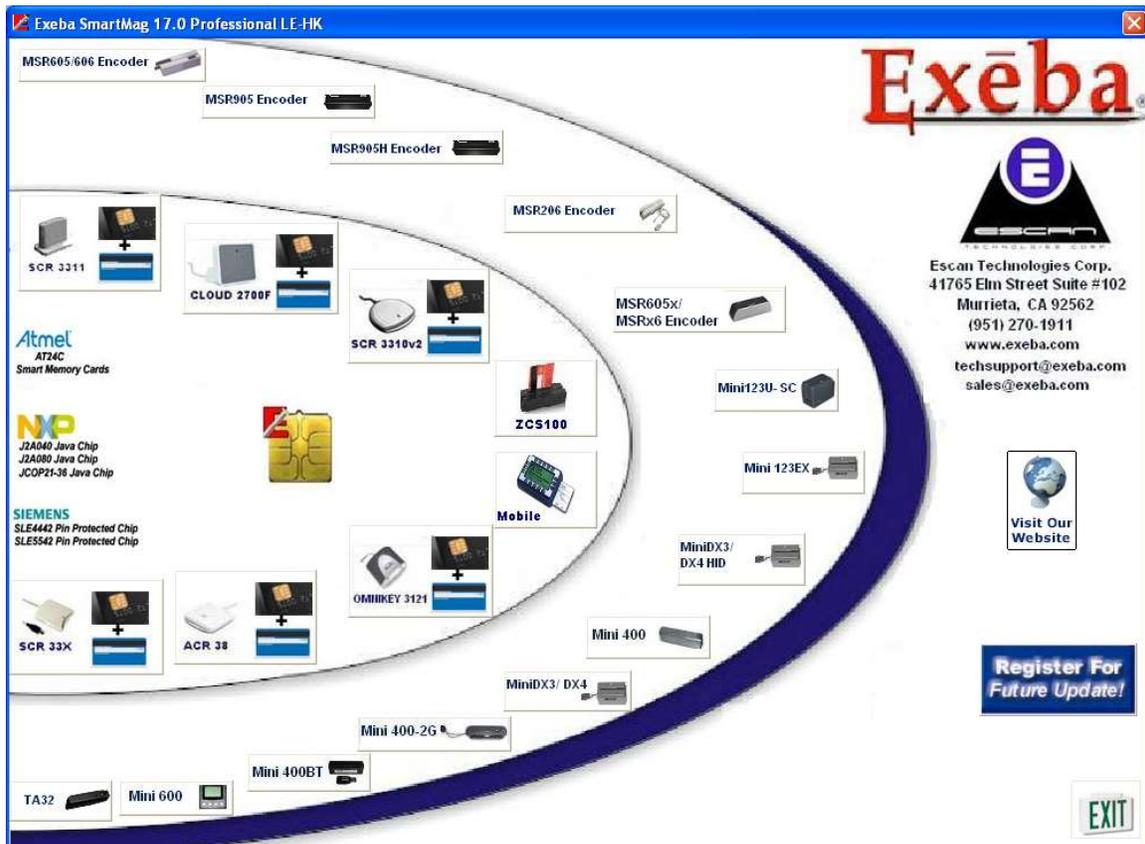 Exeba SmartMag 17.0 Professional LE-HK
MSR605/606 Encoder
MSR905 Encoder
MSR905H Encoder
MSR206 Encoder
MSR605x/
MSRx6 Encoder
Mini123U- SC
Mini 123EX
MiniDX3/
DX4 HID
Mini 400
MiniDX3/ DX4
Mini 400-2G
Mini 400BT
Mini 600
TA32
SCR 3311
+
CLOUD 2700F
+
SCR 3310v2
+
ZCS100
Mobile
OMNIKEY 3121
+
ACR 38
+
SCR 33X
+
Atmel
AT24C
Smart Memory Cards
NXP
J2A040 Java Chip
J2A080 Java Chip
JCOP21-36 Java Chip
SIEMENS
SLE4442 Pin Protected Chip
SLE5542 Pin Protected Chip
E
Exēba®
E
ESCAN
TECHNOLOGIES CORP.
Escan Technologies Corp.
41765 Elm Street Suite #102
Murrieta, CA 92562
(951) 270-1911
www.exeba.com
techsupport@exeba.com
sales@exeba.com
Visit Our
Website
Register For
Future Update!
EXIT